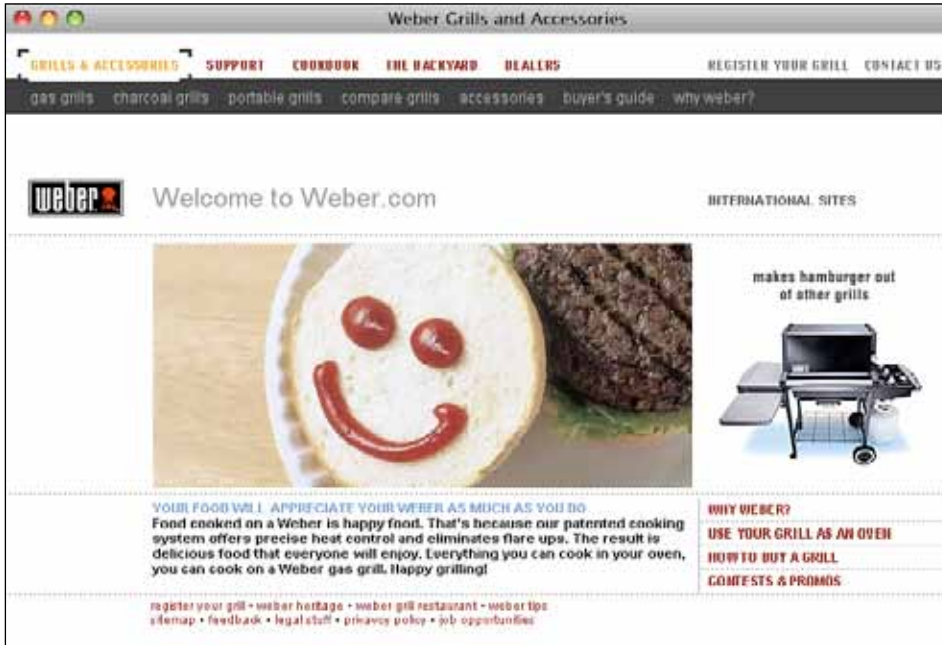 Weber Grills and Accessories
GRILLS & ACCESSORIES SUPPORT COOKBOOK THE BACKYARD DEALERS REGISTER YOUR GRILL CONTACT US
gas grills charcoal grills portable grills compare grills accessories buyer's guide why weber?
weber Welcome to Weber.com INTERNATIONAL SITES
makes hamburger out
of other grills
YOUR FOOD WILL APPRECIATE YOUR WEBER AS MUCH AS YOU DO
Food cooked on a Weber is happy food. That's because our patented cooking
system offers precise heat control and eliminates flare ups. The result is
delicious food that everyone will enjoy. Everything you can cook in your oven,
you can cook on a Weber gas grill. Happy grilling!
WHY WEBER?
USE YOUR GRILL AS AN OVEN
HOW TO BUY A GRILL
CONTESTS & PROMOS
register your grill • weber heritage • weber grill restaurant • weber tips
sitemap • feedback • legal stuff • privavcy policy • job opportunities